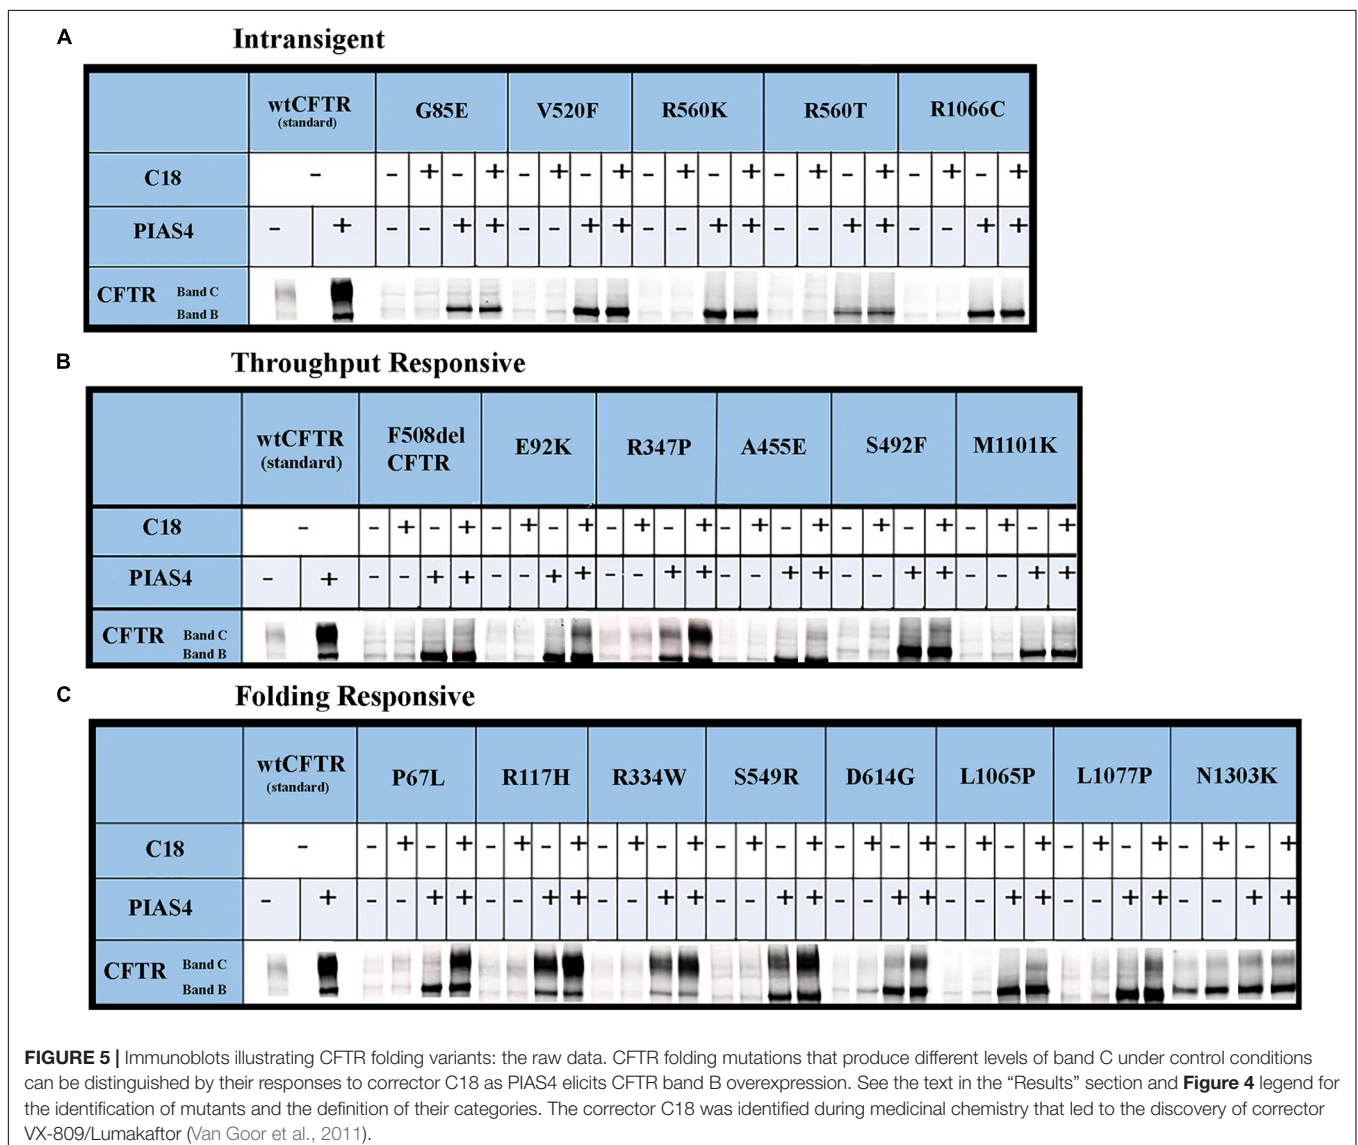 A
Intransigent
wtCFTR (standard) G85E V520F R560K R560T R1066C
C18 - - + - + - + - + - + - + - + - + - + - +
PIAS4 - + - - + + - - + + - - + + - - + + - - + +
CFTR Band C
Band B
B
Throughput Responsive
wtCFTR (standard) F508del CFTR E92K R347P A455E S492F M1101K
C18 - - + - + - + - + - + - + - + - + - + - + - + - +
PIAS4 - + - - + + - - + + - - + + - - + + - - + + - - + +
CFTR Band C
Band B
C
Folding Responsive
wtCFTR (standard) P67L R117H R334W S549R D614G L1065P L1077P N1303K
C18 - - + - + - + - + - + - + - + - + - + - + - + - + - + - + - + - +
PIAS4 - + - - + + - - + + - - + + - - + + - - + + - - + + - - + + - - + +
CFTR Band C
Band B
FIGURE 5 | Immunoblots illustrating CFTR folding variants: the raw data. CFTR folding mutations that produce different levels of band C under control conditions
can be distinguished by their responses to corrector C18 as PIAS4 elicits CFTR band B overexpression. See the text in the “Results” section and Figure 4 legend for
the identification of mutants and the definition of their categories. The corrector C18 was identified during medicinal chemistry that led to the discovery of corrector
VX-809/Lumakaftor (Van Goor et al., 2011).